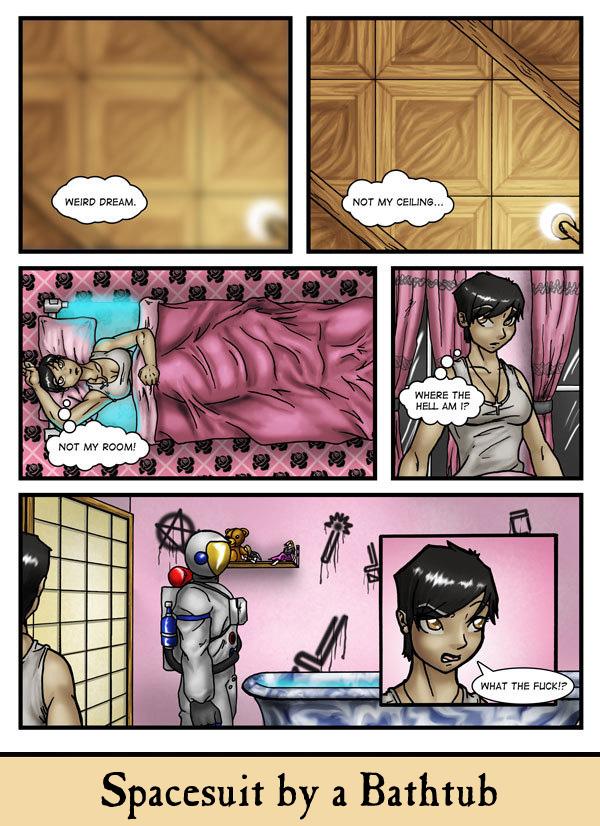 WEIRD DREAM.
NOT MY CEILING...
NOT MY ROOM!
WHERE THE
HELL AM I?
WHAT THE FUCK!?
Spacesuit by a Bathtub